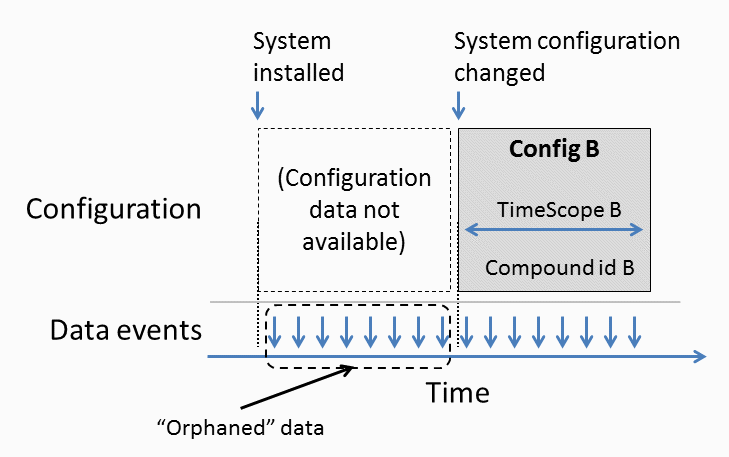 System
installed
System configuration
changed
Configuration
(Configuration
data not
available)
Config B
TimeScope B
Compound id B
Data events
Time
“Orphaned” data